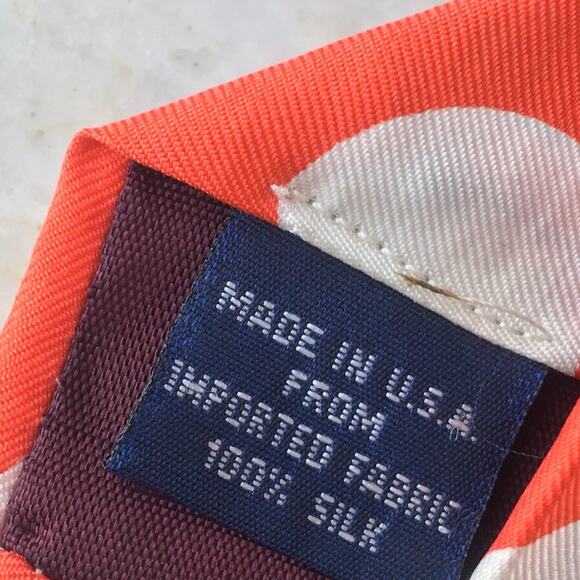 MADE IN U.S.A.
FROM
IMPORTED FABRIC
100% SILK